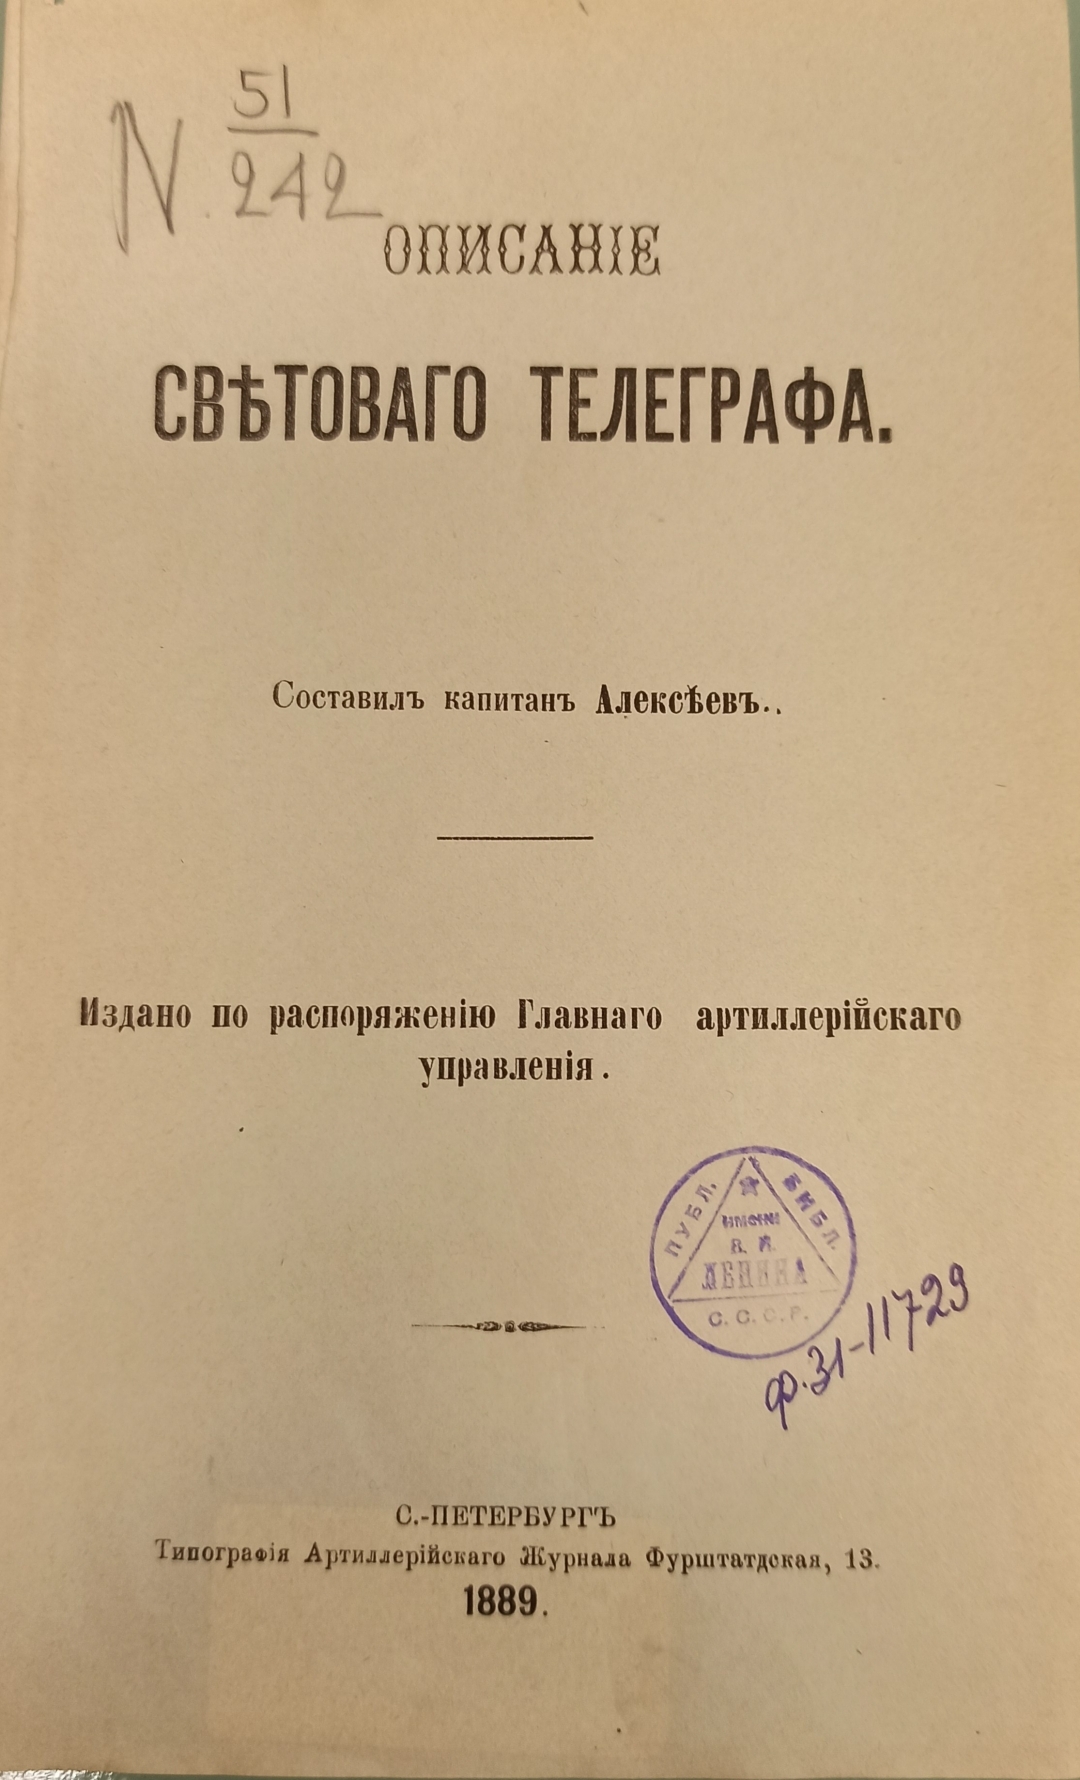 N. 51
242
ОПИСАНІЕ
СВѢТОВАГО ТЕЛЕГРАФА.
Составилъ капитанъ Алексѣевъ..
Издано по распоряженію Главнаго артиллерійскаго
управленія.
ПУБЛ. БИБЛ.
ИМЕНИ
В. И.
ЛЕНИНА
С. С. С. Р.
ф.31-11729
С.-ПЕТЕРБУРГЪ
Типографія Артиллерійскаго Журнала Фурштатдская, 13.
1889.